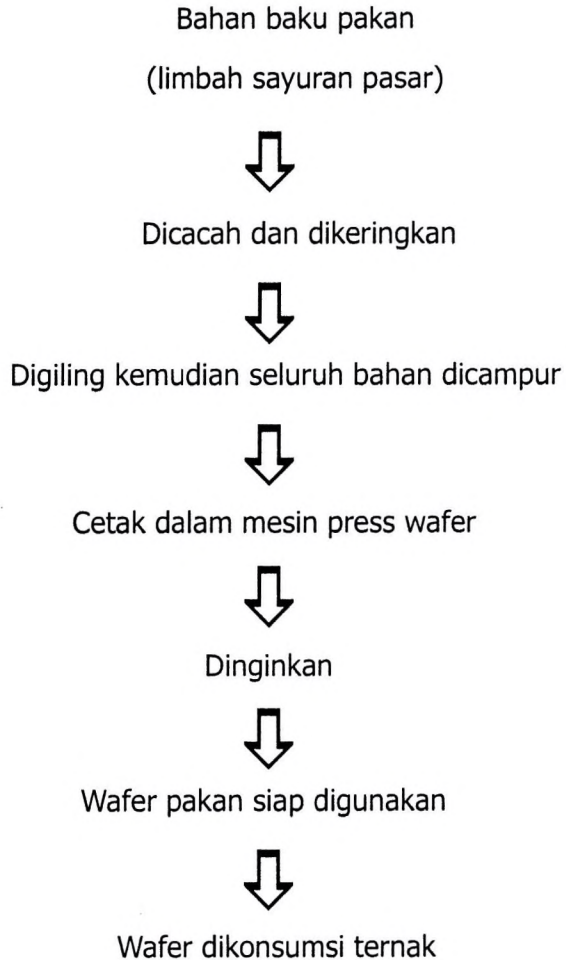 Bahan baku pakan
(limbah sayuran pasar)
Dicacah dan dikeringkan
Digiling kemudian seluruh bahan dicampur
Cetak dalam mesin press wafer
Dinginkan
Wafer pakan siap digunakan
Wafer dikonsumsi ternak